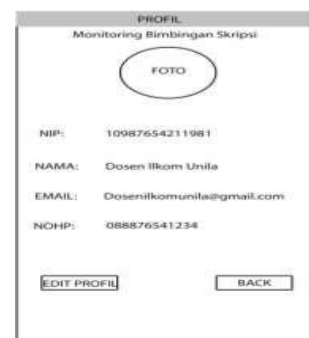 PROFIL
Monitoring Bimbingan Skripsi
FOTO
NIP: 10987654211981
NAMA: Dosen Ilkom Unila
EMAIL: Dosenilkomunila@gmail.com
NOHP: 088876541234
EDIT PROFIL BACK